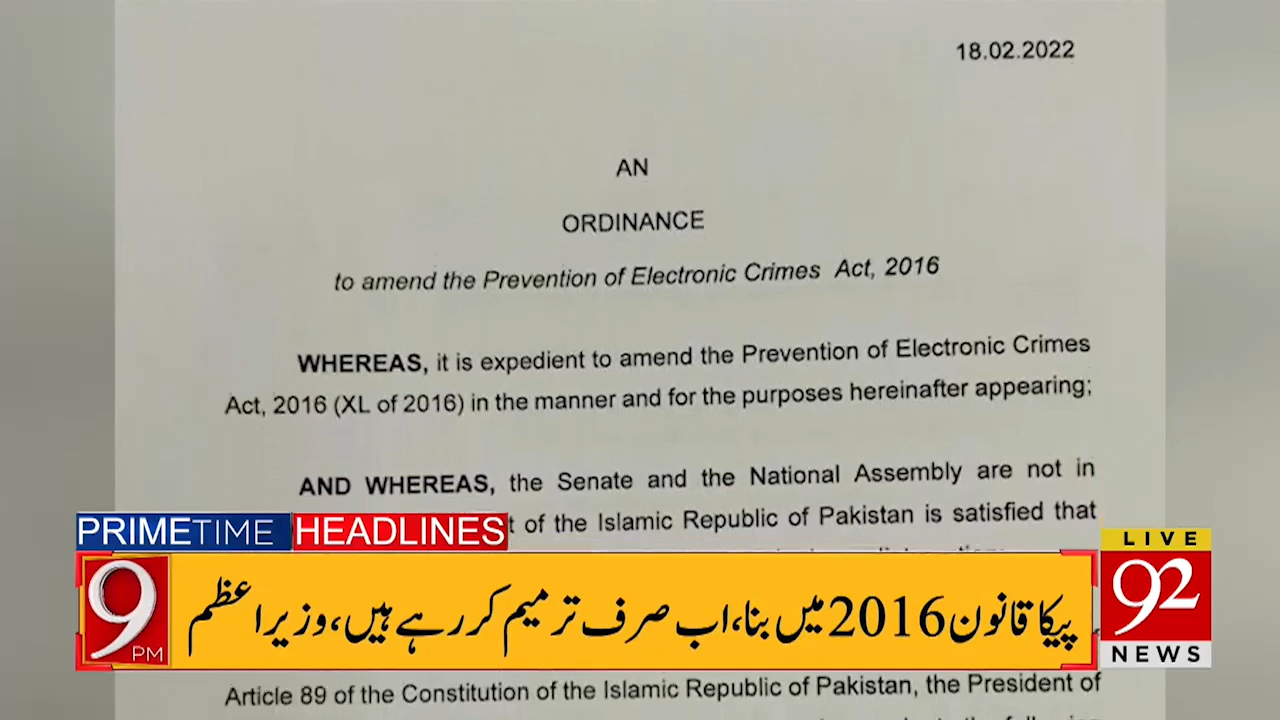 18.02.2022
AN
ORDINANCE
to amend the Prevention of Electronic Crimes Act, 2016
WHEREAS, it is expedient to amend the Prevention of Electronic Crimes
Act, 2016 (XL of 2016) in the manner and for the purposes hereinafter appearing;
AND WHEREAS, the Senate and the National Assembly are not in
t of the Islamic Republic of Pakistan is satisfied that
PRIMETIME HEADLINES
LIVE
92
NEWS
9
PM
پیکا قانون 2016 میں بنا، اب صرف ترمیم کر رہے ہیں، وزیراعظم
Article 89 of the Constitution of the Islamic Republic of Pakistan, the President of